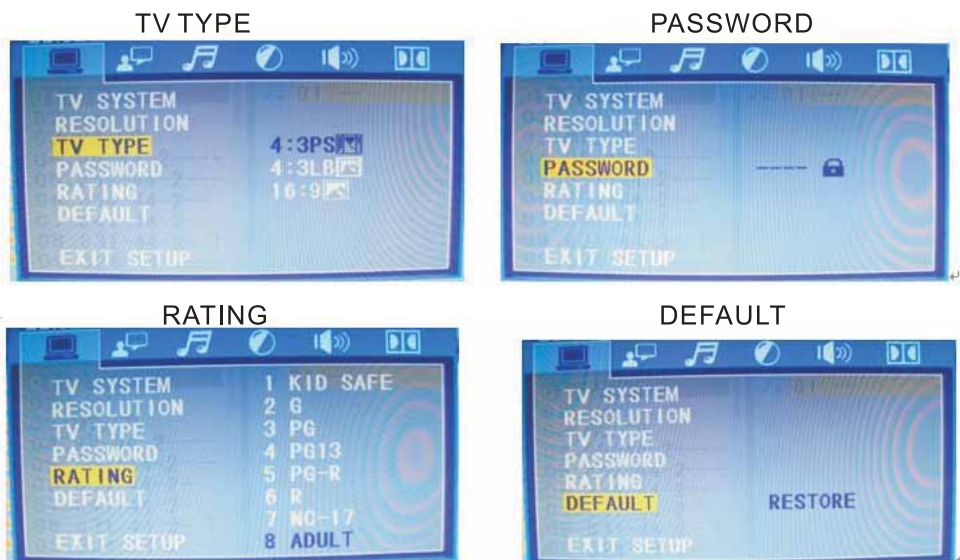 TV TYPE
TV SYSTEM
RESOLUTION
TV TYPE 4:3PS
PASSWORD 4:3LB
RATING 16:9
DEFAULT
EXIT SETUP
PASSWORD
TV SYSTEM
RESOLUTION
TV TYPE
PASSWORD ----
RATING
DEFAULT
EXIT SETUP
RATING
TV SYSTEM 1 KID SAFE
RESOLUTION 2 G
TV TYPE 3 PG
PASSWORD 4 PG13
RATING 5 PG-R
DEFAULT 6 R
7 NC-17
EXIT SETUP 8 ADULT
DEFAULT
TV SYSTEM
RESOLUTION
TV TYPE
PASSWORD
RATING
DEFAULT RESTORE
EXIT SETUP